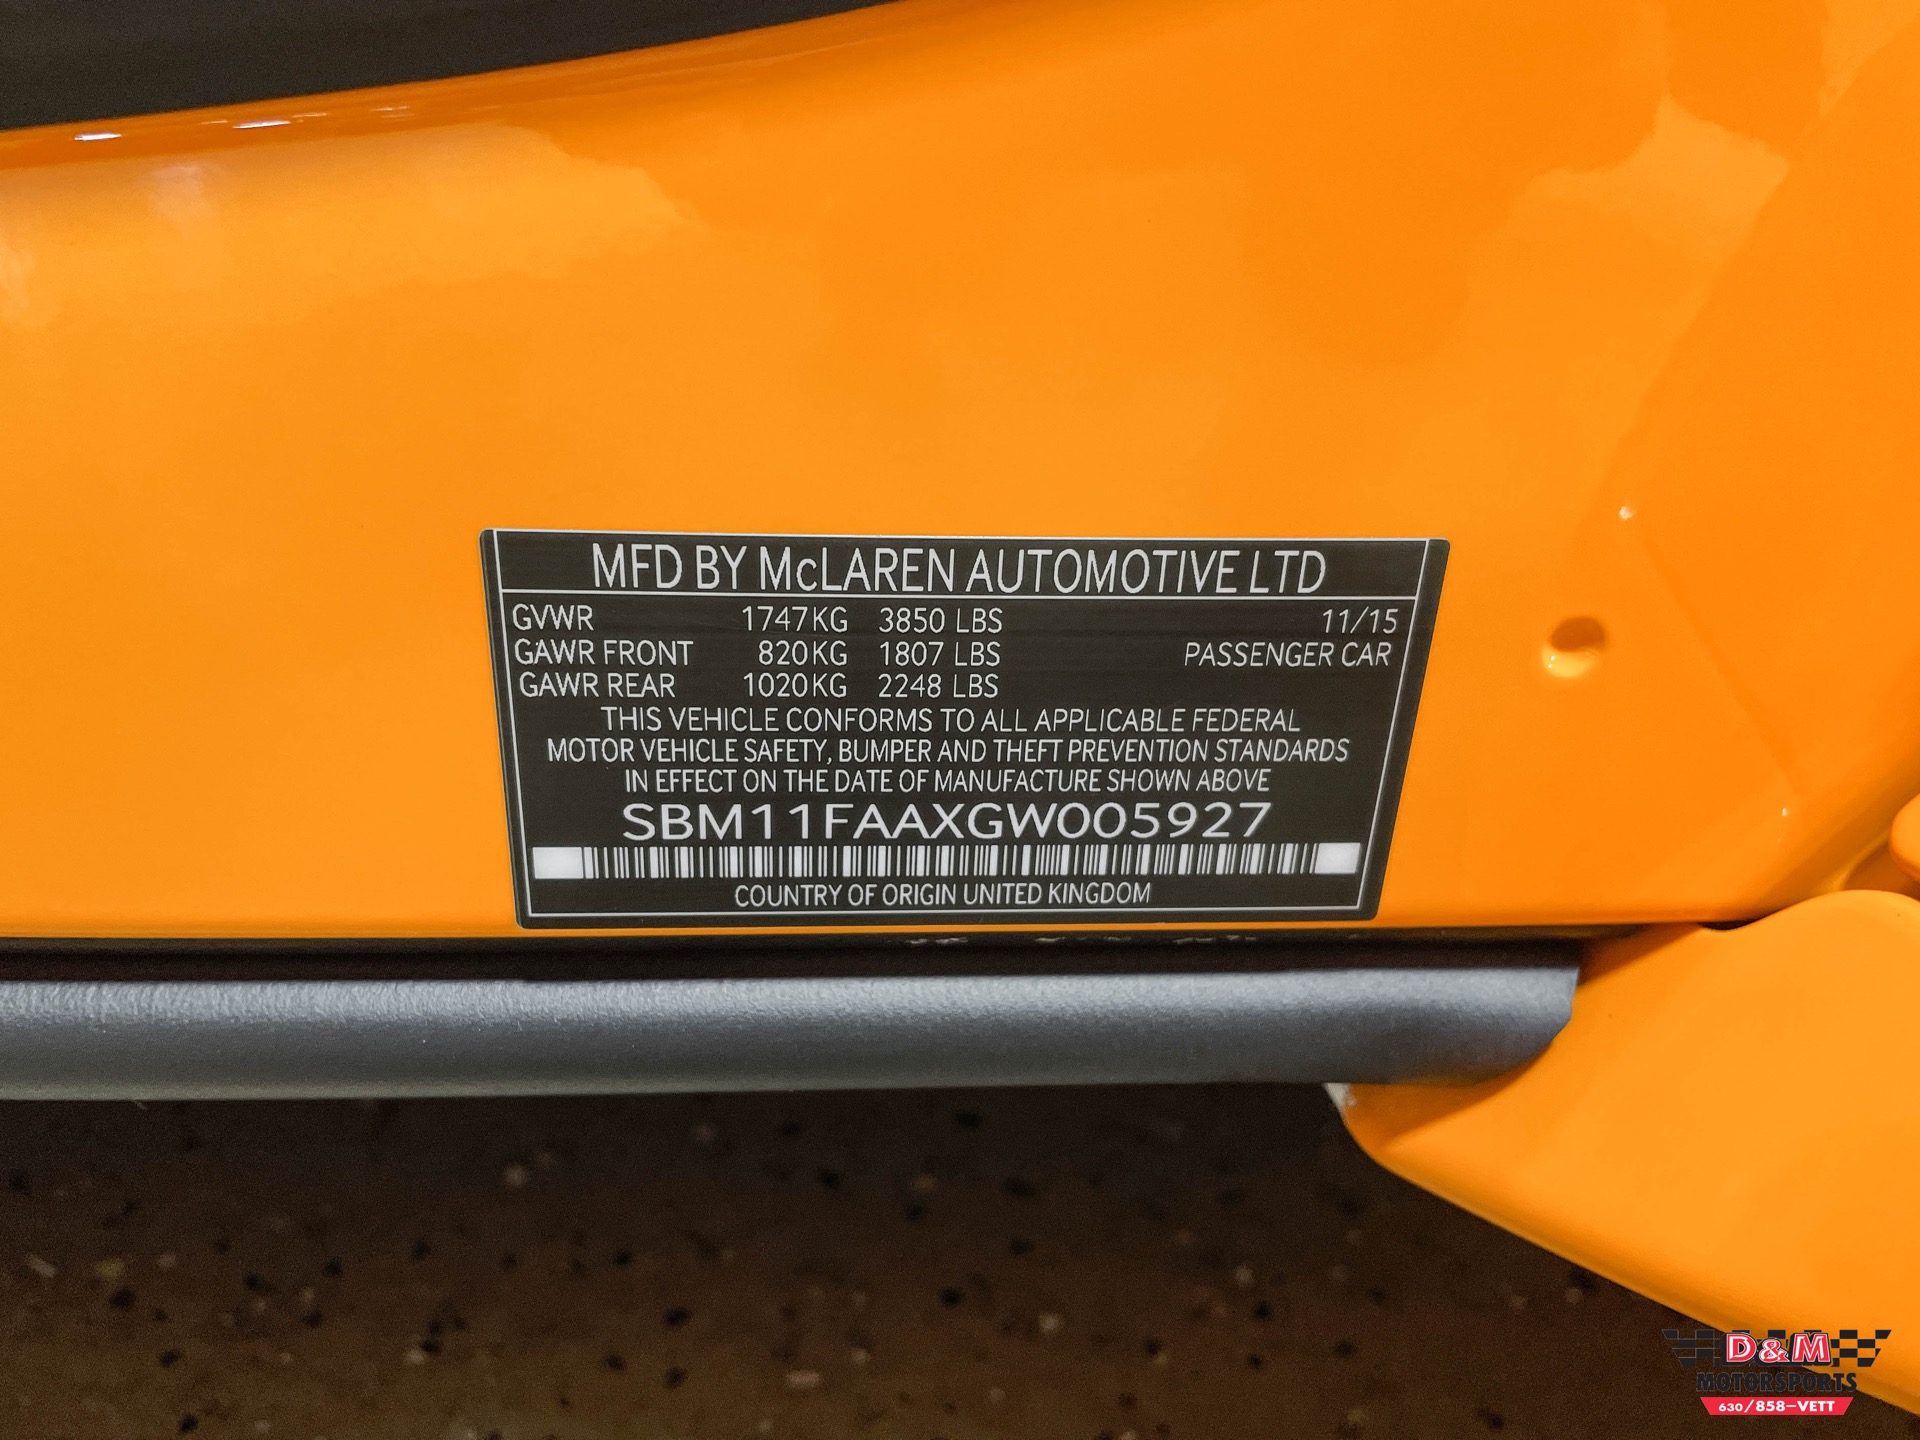 MFD BY McLAREN AUTOMOTIVE LTD
GVWR 1747KG 3850 LBS 11/15
GAWR FRONT 820KG 1807 LBS PASSENGER CAR
GAWR REAR 1020KG 2248 LBS
THIS VEHICLE CONFORMS TO ALL APPLICABLE FEDERAL
MOTOR VEHICLE SAFETY, BUMPER AND THEFT PREVENTION STANDARDS
IN EFFECT ON THE DATE OF MANUFACTURE SHOWN ABOVE
SBM11FAAXGW005927
COUNTRY OF ORIGIN UNITED KINGDOM
D&M
MOTORSPORTS
630/858-VETT